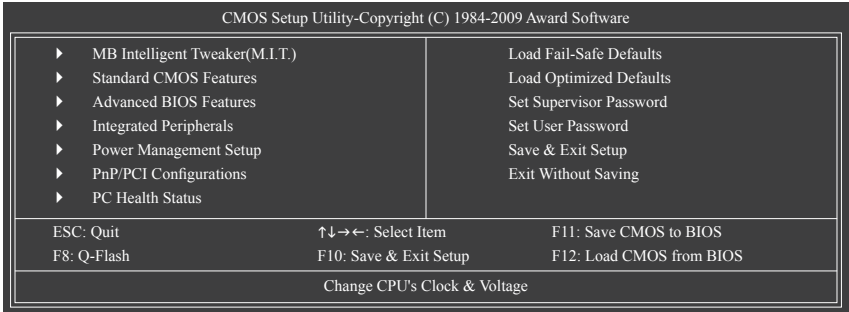 CMOS Setup Utility-Copyright (C) 1984-2009 Award Software
MB Intelligent Tweaker(M.I.T.)
Standard CMOS Features
Advanced BIOS Features
Integrated Peripherals
Power Management Setup
PnP/PCI Configurations
PC Health Status
Load Fail-Safe Defaults
Load Optimized Defaults
Set Supervisor Password
Set User Password
Save & Exit Setup
Exit Without Saving
ESC: Quit ↑↓→←: Select Item F11: Save CMOS to BIOS
F8: Q-Flash F10: Save & Exit Setup F12: Load CMOS from BIOS
Change CPU's Clock & Voltage